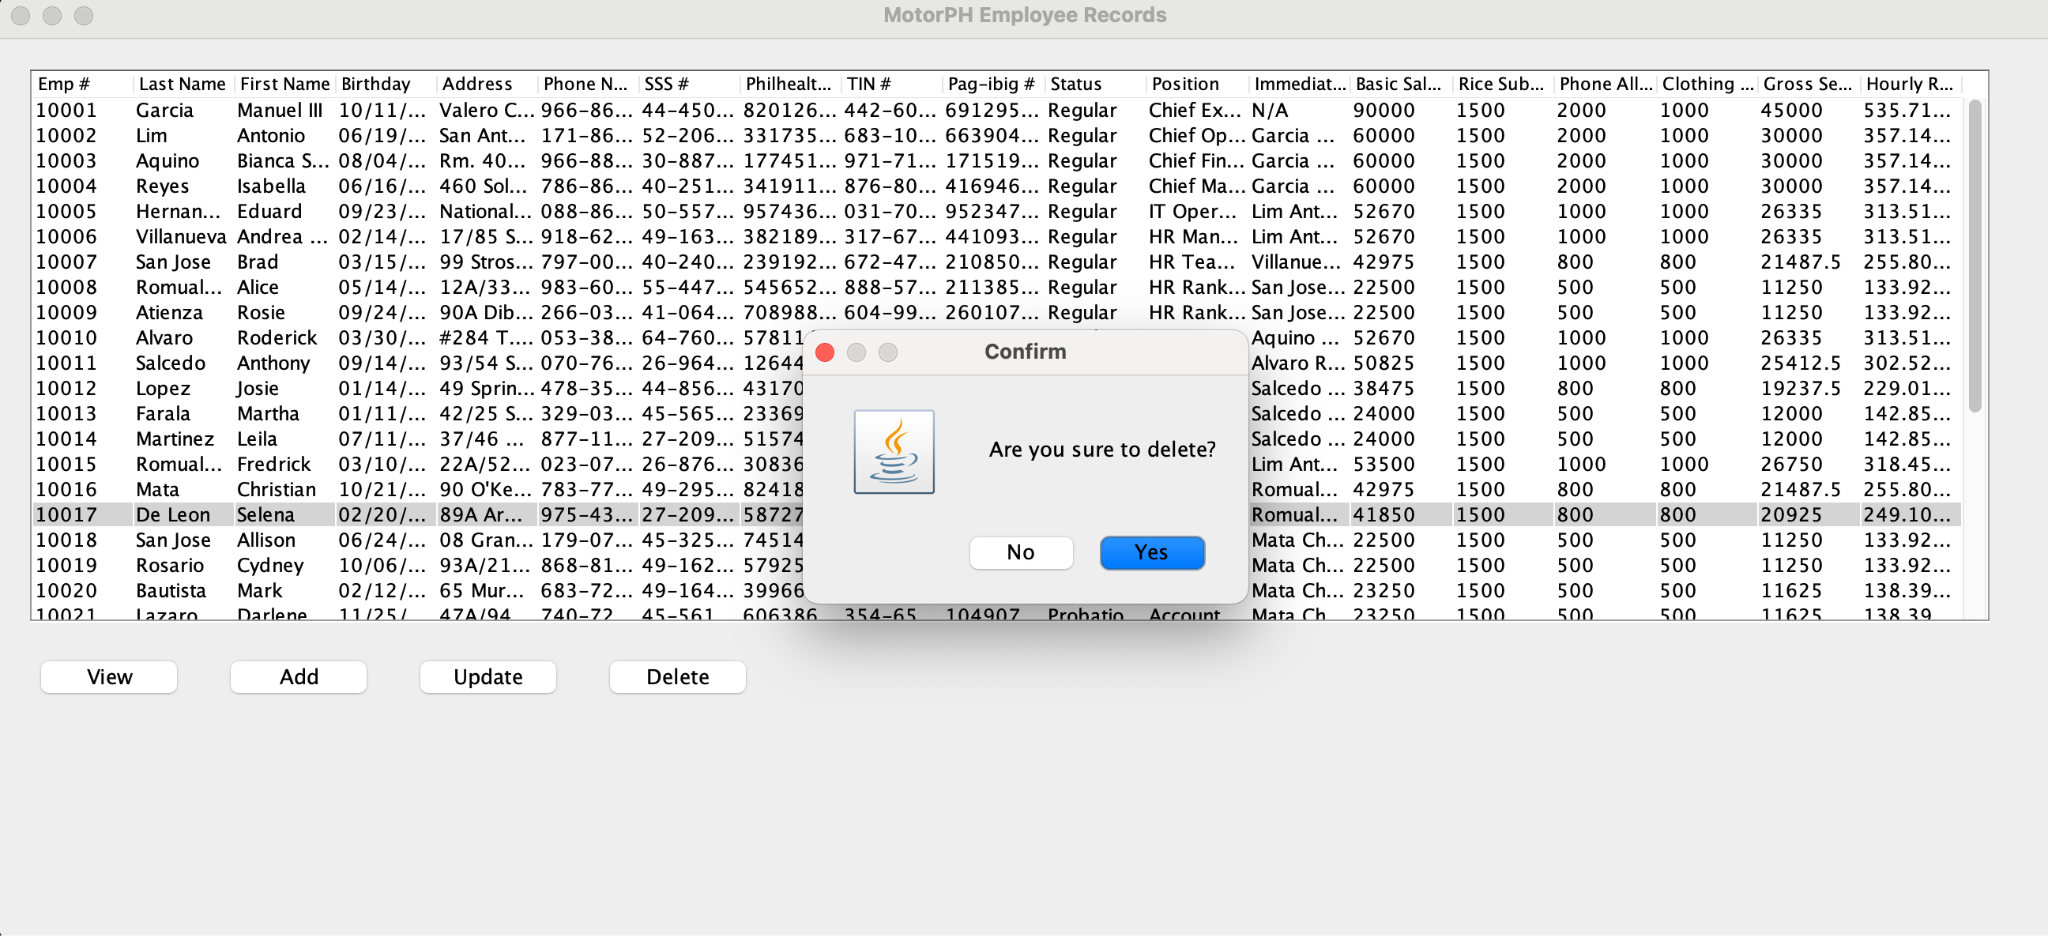 MotorPH Employee Records
Emp # Last Name First Name Birthday Address Phone N... SSS # Philhealt... TIN # Pag-ibig # Status Position Immediat... Basic Sal... Rice Sub... Phone All... Clothing ... Gross Se... Hourly R...
10001 Garcia Manuel III 10/11/... Valero C... 966-86... 44-450... 820126... 442-60... 691295... Regular Chief Ex... N/A 90000 1500 2000 1000 45000 535.71...
10002 Lim Antonio 06/19/... San Ant... 171-86... 52-206... 331735... 683-10... 663904... Regular Chief Op... Garcia ... 60000 1500 2000 1000 30000 357.14...
10003 Aquino Bianca S... 08/04/... Rm. 40... 966-88... 30-887... 177451... 971-71... 171519... Regular Chief Fin... Garcia ... 60000 1500 2000 1000 30000 357.14...
10004 Reyes Isabella 06/16/... 460 Sol... 786-86... 40-251... 341911... 876-80... 416946... Regular Chief Ma... Garcia ... 60000 1500 2000 1000 30000 357.14...
10005 Hernan... Eduard 09/23/... National... 088-86... 50-557... 957436... 031-70... 952347... Regular IT Oper... Lim Ant... 52670 1500 1000 1000 26335 313.51...
10006 Villanueva Andrea ... 02/14/... 17/85 S... 918-62... 49-163... 382189... 317-67... 441093... Regular HR Man... Lim Ant... 52670 1500 1000 1000 26335 313.51...
10007 San Jose Brad 03/15/... 99 Stros... 797-00... 40-240... 239192... 672-47... 210850... Regular HR Tea... Villanue... 42975 1500 800 800 21487.5 255.80...
10008 Romual... Alice 05/14/... 12A/33... 983-60... 55-447... 545652... 888-57... 211385... Regular HR Rank... San Jose... 22500 1500 500 500 11250 133.92...
10009 Atienza Rosie 09/24/... 90A Dib... 266-03... 41-064... 708988... 604-99... 260107... Regular HR Rank... San Jose... 22500 1500 500 500 11250 133.92...
10010 Alvaro Roderick 03/30/... #284 T... 053-38... 64-760... 57811 Aquino ... 52670 1500 1000 1000 26335 313.51...
10011 Salcedo Anthony 09/14/... 93/54 S... 070-76... 26-964... 12644 Alvaro R... 50825 1500 1000 1000 25412.5 302.52...
10012 Lopez Josie 01/14/... 49 Sprin... 478-35... 44-856... 43170 Salcedo ... 38475 1500 800 800 19237.5 229.01...
10013 Farala Martha 01/11/... 42/25 S... 329-03... 45-565... 23369 Salcedo ... 24000 1500 500 500 12000 142.85...
10014 Martinez Leila 07/11/... 37/46 ... 877-11... 27-209... 51574 Salcedo ... 24000 1500 500 500 12000 142.85...
10015 Romual... Fredrick 03/10/... 22A/52... 023-07... 26-876... 30836 Lim Ant... 53500 1500 1000 1000 26750 318.45...
10016 Mata Christian 10/21/... 90 O'Ke... 783-77... 49-295... 82418 Romual... 42975 1500 800 800 21487.5 255.80...
10017 De Leon Selena 02/20/... 89A Ar... 975-43... 27-209... 58727 Romual... 41850 1500 800 800 20925 249.10...
10018 San Jose Allison 06/24/... 08 Gran... 179-07... 45-325... 74514 Mata Ch... 22500 1500 500 500 11250 133.92...
10019 Rosario Cydney 10/06/... 93A/21... 868-81... 49-162... 57925 Mata Ch... 22500 1500 500 500 11250 133.92...
10020 Bautista Mark 02/12/... 65 Mur... 683-72... 49-164... 39966 Mata Ch... 23250 1500 500 500 11625 138.39...
10021 Lazaro Darlene 11/25/ 47A/94 740-72 45-561 606386 354-65 104907 Probatio Account Mata Ch 23250 1500 500 500 11625 138.39
Confirm
Are you sure to delete?
No Yes
View Add Update Delete